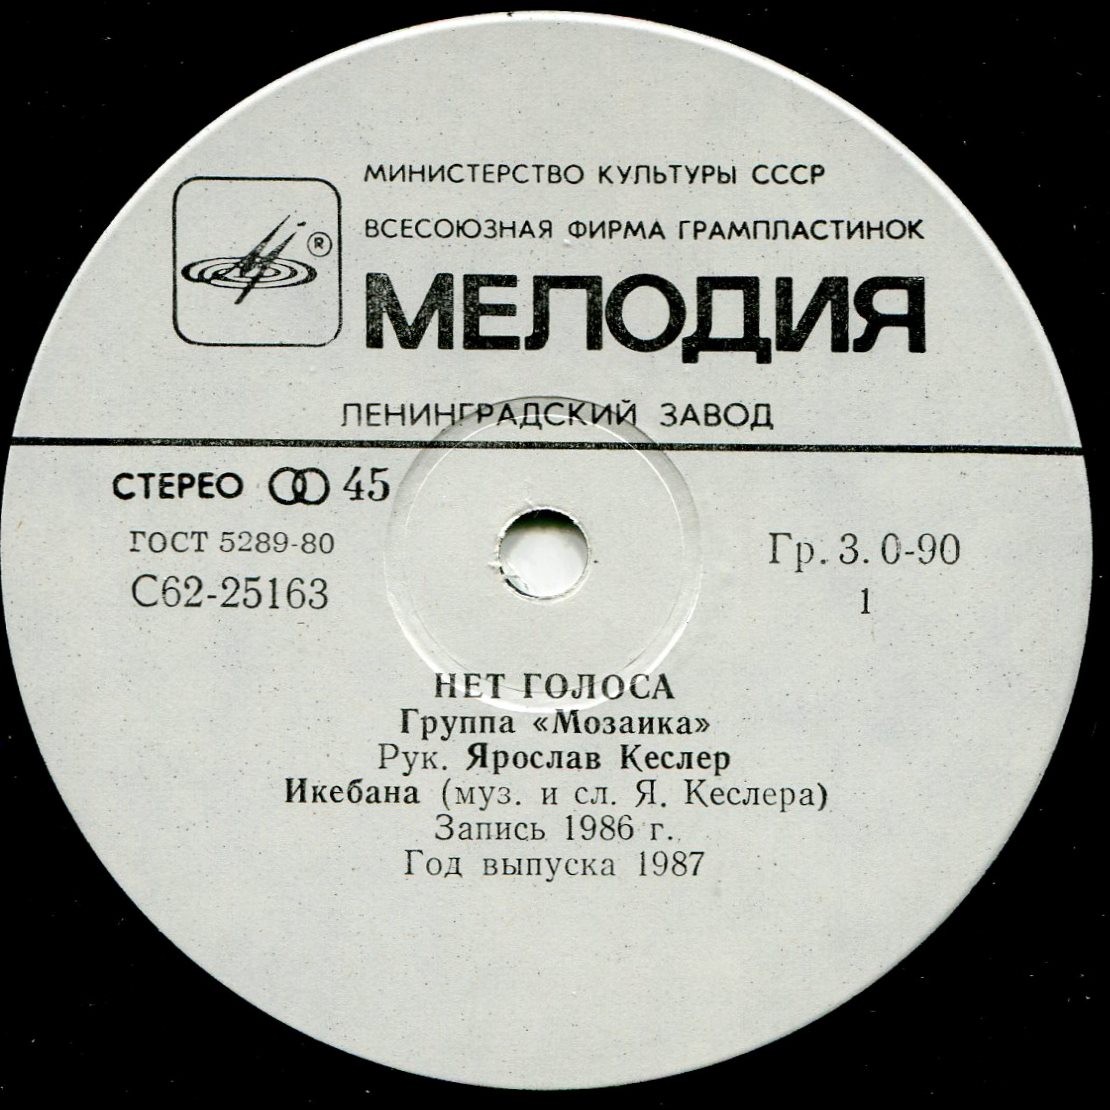 МИНИСТЕРСТВО КУЛЬТУРЫ СССР
ВСЕСОЮЗНАЯ ФИРМА ГРАМПЛАСТИНОК
®
МЕЛОДИЯ
ЛЕНИНГРАДСКИЙ ЗАВОД
СТЕРЕО 45
ГОСТ 5289-80
Гр. 3. 0-90
С62-25163
1
НЕТ ГОЛОСА
Группа «Мозаика»
Рук. Ярослав Кеслер
Икебана (муз. и сл. Я. Кеслера)
Запись 1986 г.
Год выпуска 1987